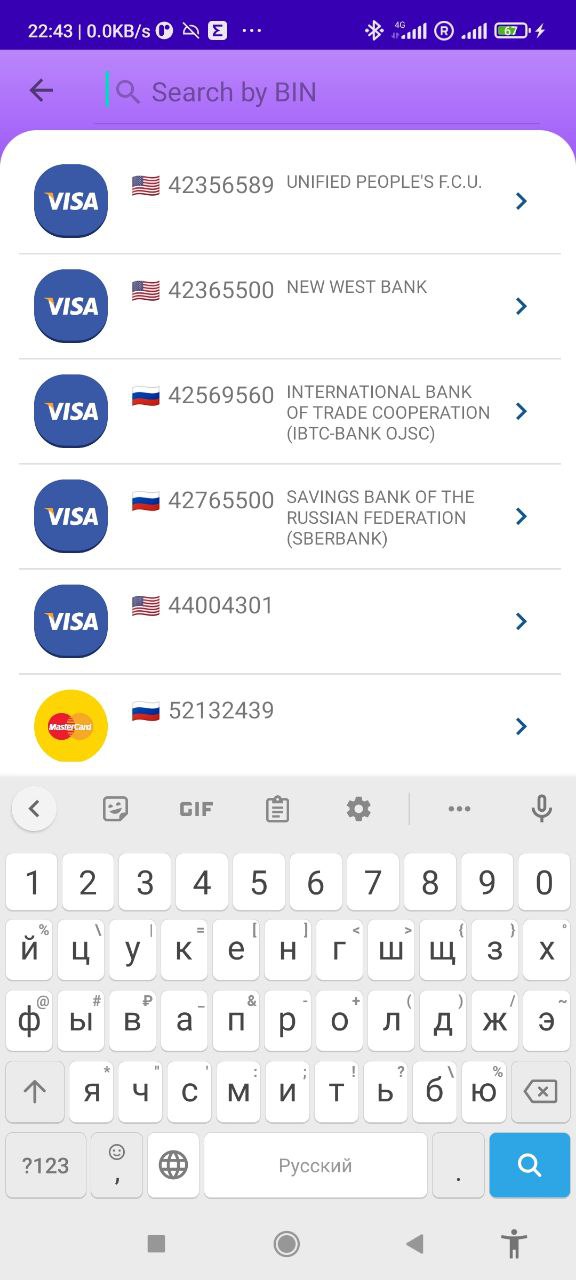 22:43 | 0.0KB/s
4G
R
67
Search by BIN
VISA 42356589 UNIFIED PEOPLE'S F.C.U.
VISA 42365500 NEW WEST BANK
VISA 42569560 INTERNATIONAL BANK
OF TRADE COOPERATION
(IBTC-BANK OJSC)
VISA 42765500 SAVINGS BANK OF THE
RUSSIAN FEDERATION
(SBERBANK)
VISA 44004301
MasterCard 52132439
GIF
1 2 3 4 5 6 7 8 9 0
% \ | = [ ] < > { } °
й ц у к е н г ш щ з х
@ # ₽ _ & - + ( ) / ~
ф ы в а п р о л д ж э
* " ' : ; ! ? \ %
я ч с м и т ь б ю
?123 , Русский .